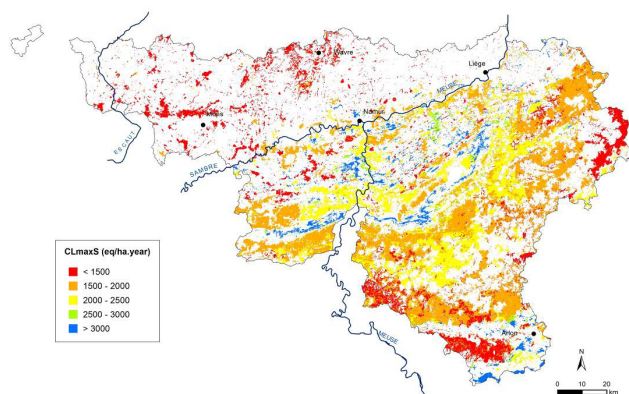 Wavre
Liège
MEUSE
Mons
Namur
ESCAUT
SAMBRE
CLmaxS (eq/ha.year)
< 1500
1500 - 2000
2000 - 2500
2500 - 3000
> 3000
Arlon
MEUSE
N
0 10 20
km